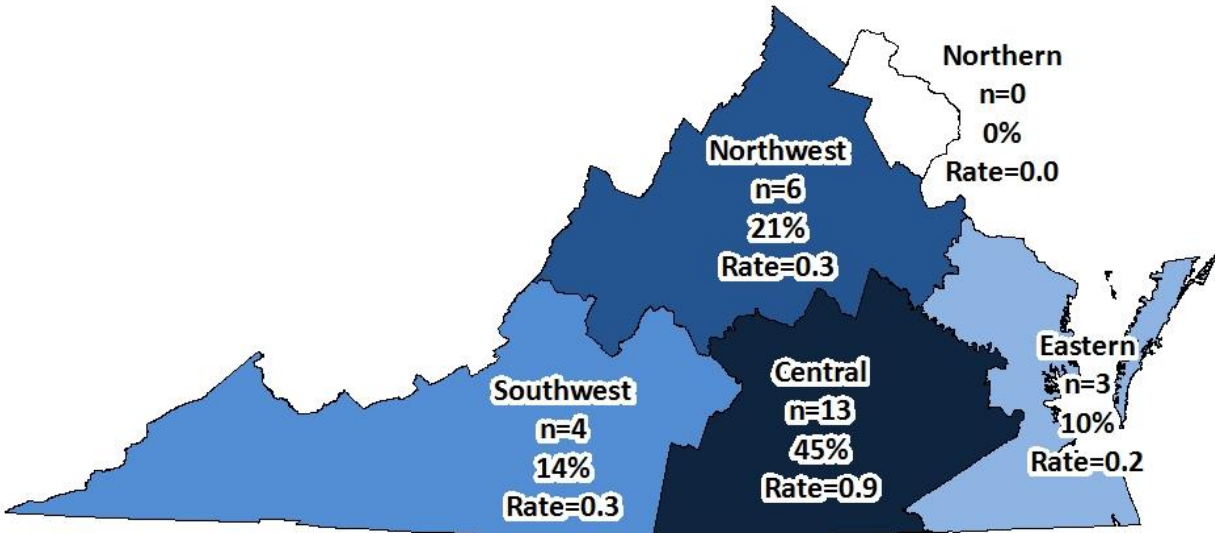 Northern
n=0
0%
Rate=0.0
Northwest
n=6
21%
Rate=0.3
Eastern
n=3
10%
Rate=0.2
Central
n=13
45%
Rate=0.9
Southwest
n=4
14%
Rate=0.3